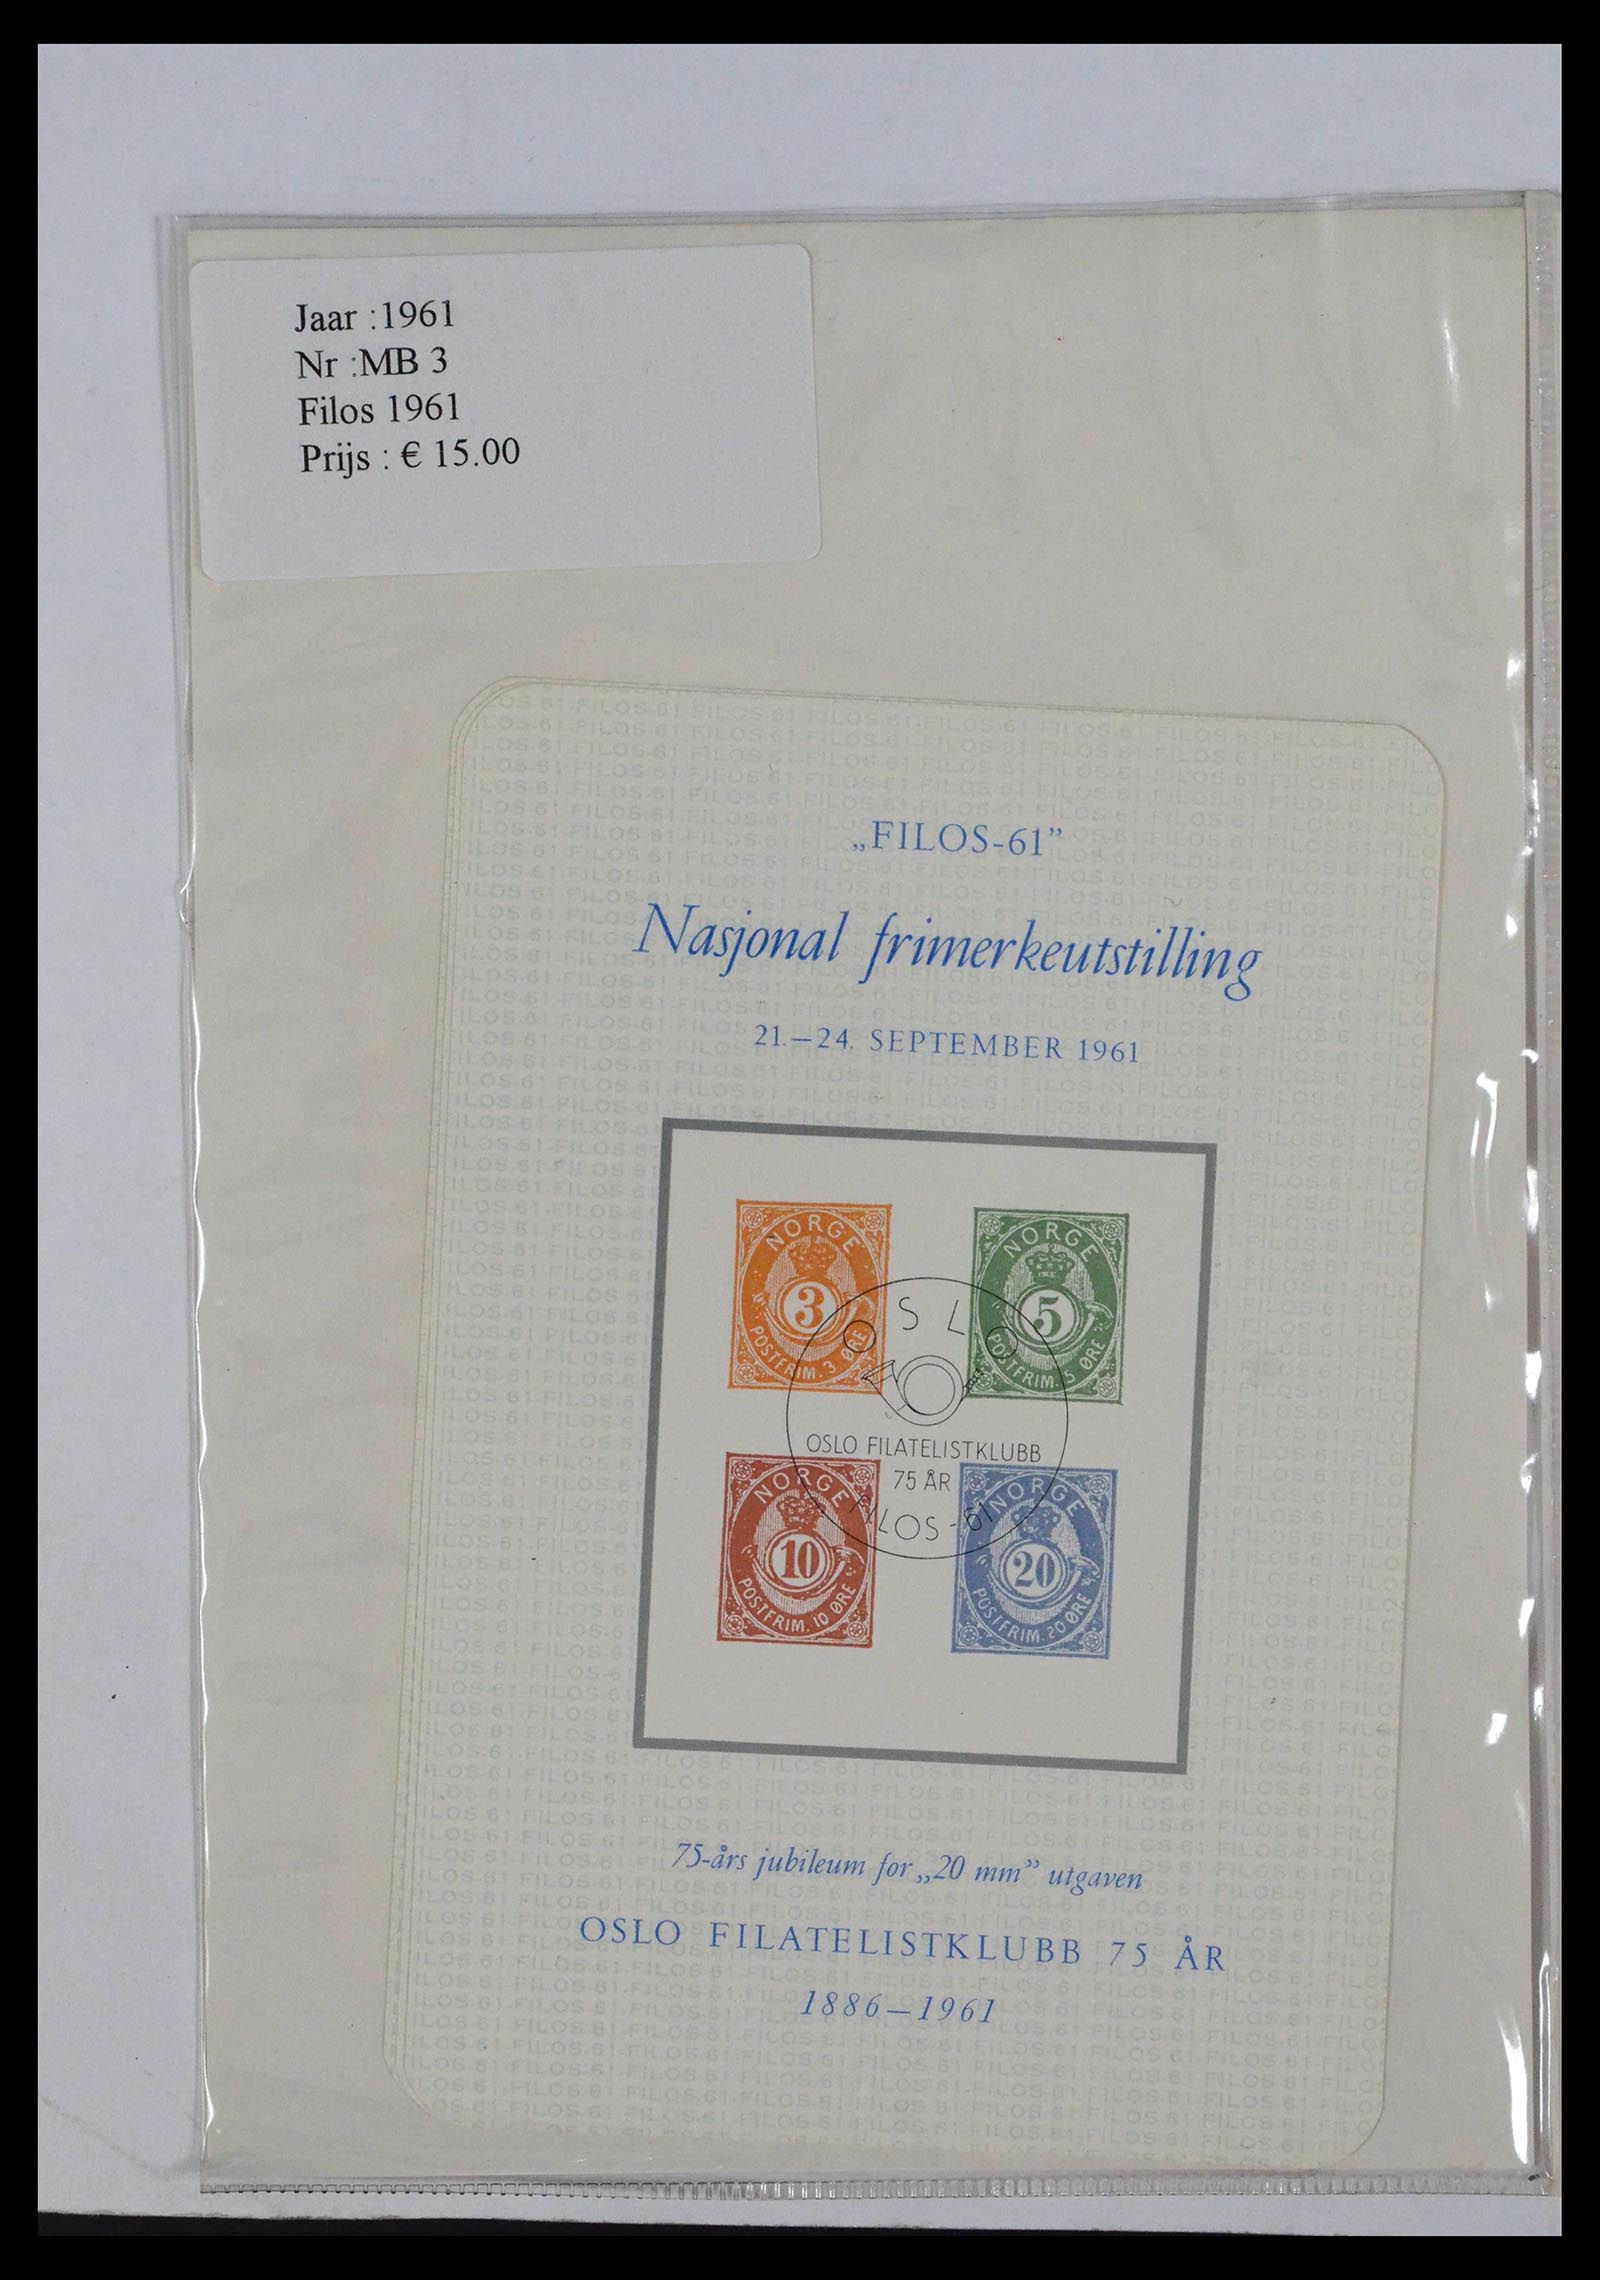 Jaar :1961
Nr :MB 3
Filos 1961
Prijs : € 15.00
„FILOS-61”
Nasjonal frimerkeutstilling
21.—24. SEPTEMBER 1961
NORGE
3
POSTFRIM. 3 ØRE
NORGE
5
POSTFRIM. 5 ØRE
OSLO
OSLO FILATELISTKLUBB
75 ÅR
FILOS-61
NORGE
10
POSTFRIM. 10 ØRE
NORGE
20
POSTFRIM. 20 ØRE
75-års jubileum for „20 mm” utgaven
OSLO FILATELISTKLUBB 75 ÅR
1886—1961